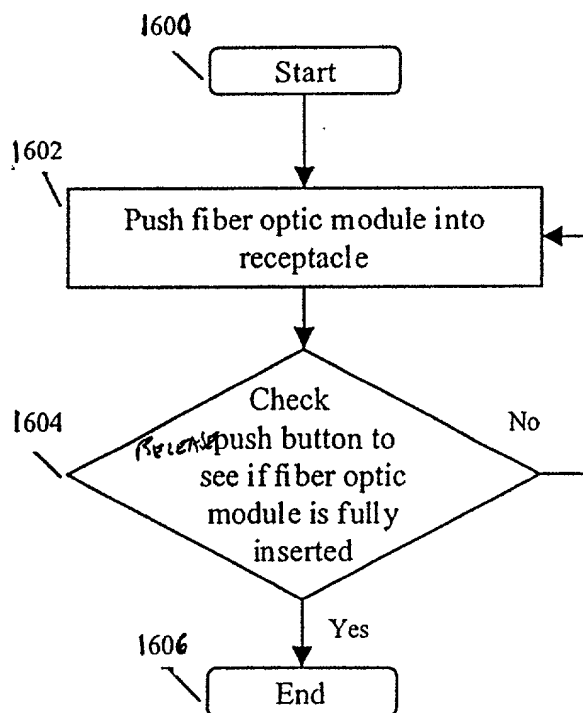 1600
Start
1602
Push fiber optic module into
receptacle
1604
Check
RELEASE push button to
see if fiber optic
module is fully
inserted
No
Yes
1606
End